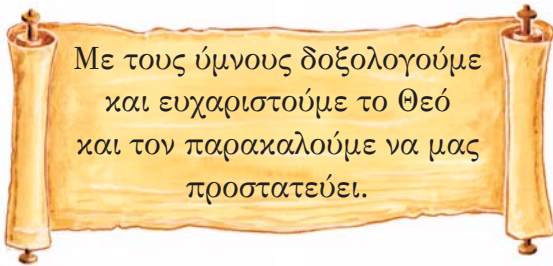 Με τους ύμνους δοξολογούμε
και ευχαριστούμε το Θεό
και τον παρακαλούμε να μας
προστατεύει.